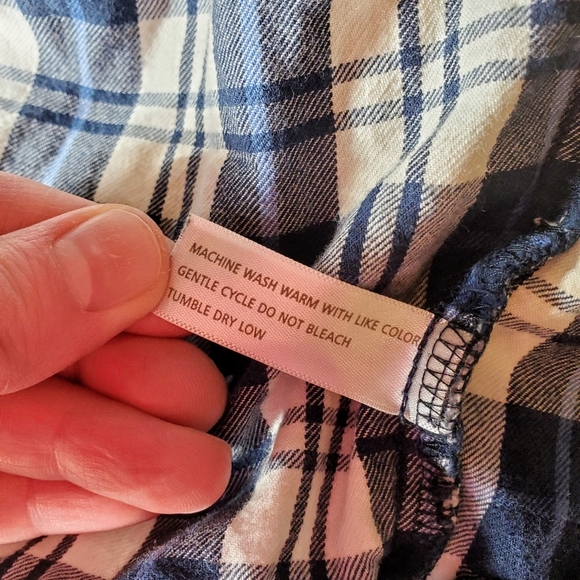 MACHINE WASH WARM WITH LIKE COLOR
GENTLE CYCLE DO NOT BLEACH
TUMBLE DRY LOW